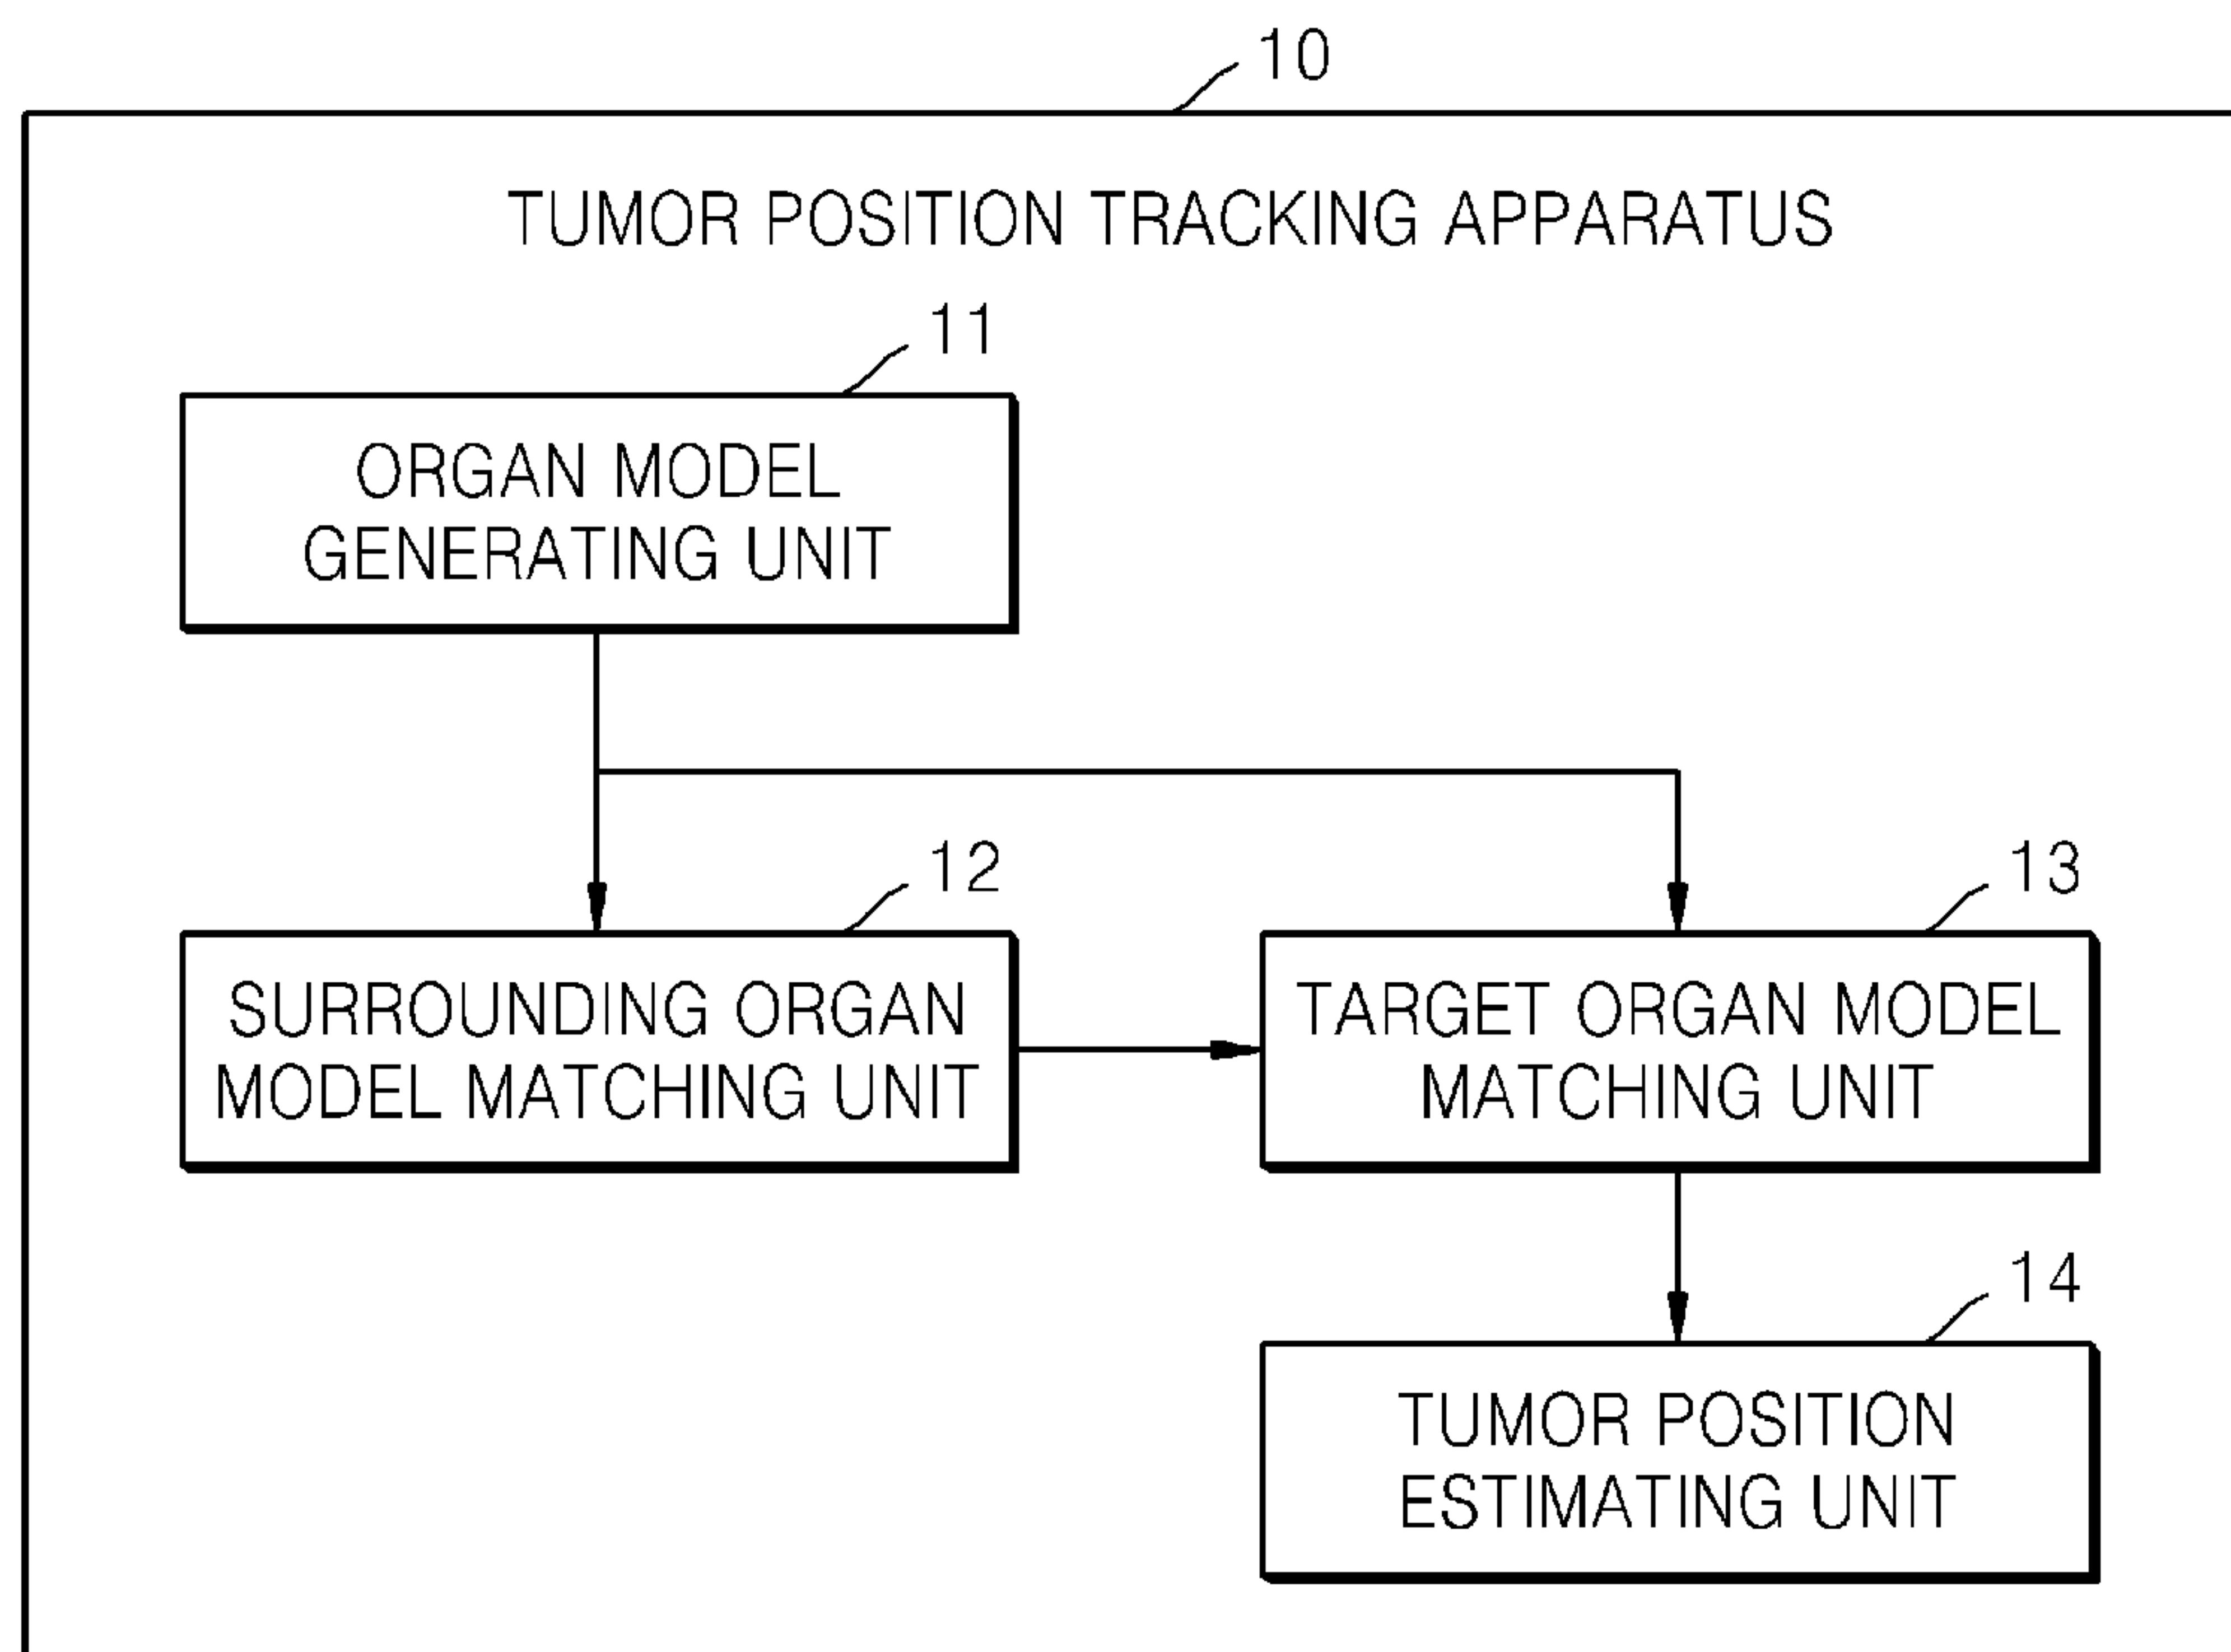 10
TUMOR POSITION TRACKING APPARATUS
11
ORGAN MODEL
GENERATING UNIT
12
SURROUNDING ORGAN
MODEL MATCHING UNIT
13
TARGET ORGAN MODEL
MATCHING UNIT
14
TUMOR POSITION
ESTIMATING UNIT